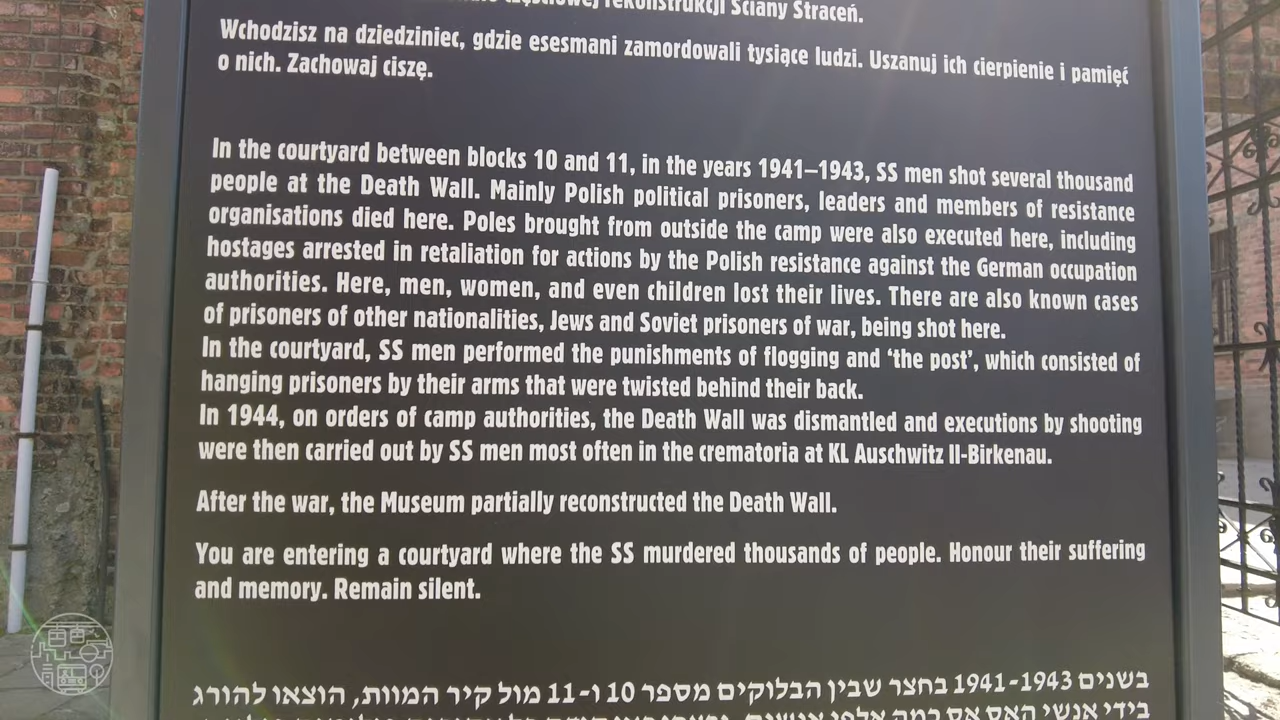 rekonstrukcji Ściany Straceń.
Wchodzisz na dziedziniec, gdzie esesmani zamordowali tysiące ludzi. Uszanuj ich cierpienie i pamięć
o nich. Zachowaj ciszę.
In the courtyard between blocks 10 and 11, in the years 1941–1943, SS men shot several thousand
people at the Death Wall. Mainly Polish political prisoners, leaders and members of resistance
organisations died here. Poles brought from outside the camp were also executed here, including
hostages arrested in retaliation for actions by the Polish resistance against the German occupation
authorities. Here, men, women, and even children lost their lives. There are also known cases
of prisoners of other nationalities, Jews and Soviet prisoners of war, being shot here.
In the courtyard, SS men performed the punishments of flogging and ‘the post’, which consisted of
hanging prisoners by their arms that were twisted behind their back.
In 1944, on orders of camp authorities, the Death Wall was dismantled and executions by shooting
were then carried out by SS men most often in the crematoria at KL Auschwitz II-Birkenau.
After the war, the Museum partially reconstructed the Death Wall.
You are entering a courtyard where the SS murdered thousands of people. Honour their suffering
and memory. Remain silent.
בשנים 1941-1943 בחצר שבין הבלוקים מספר 10 ו-11 מול קיר המוות, הוצאו להורג
בידי אנשי האס אס כמה אלפי